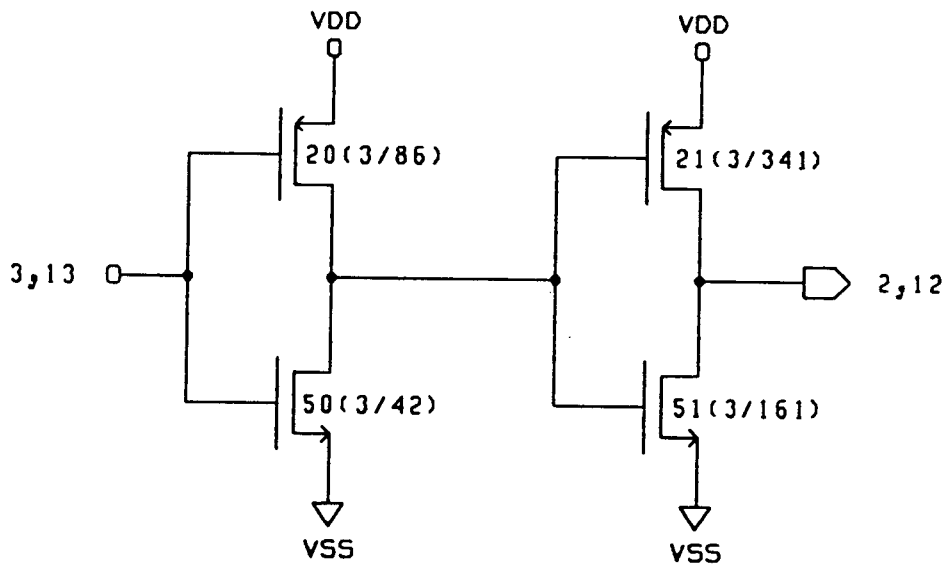 VDD
VDD
20(3/86)
21(3/341)
3,13
2,12
50(3/42)
51(3/161)
VSS
VSS